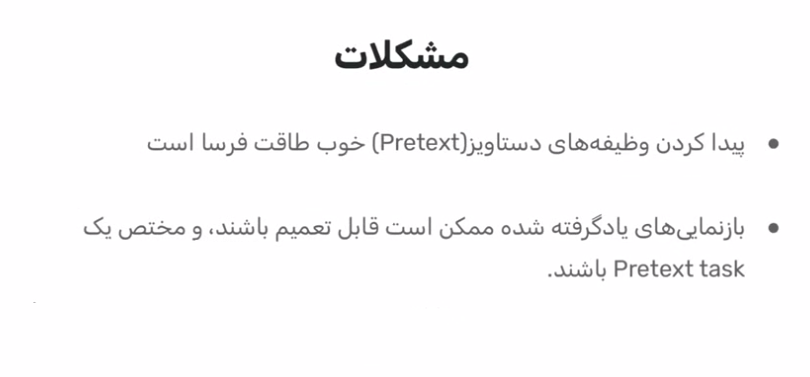 مشکلات
پیدا کردن وظیفه‌های دستاویز(Pretext) خوب طاقت فرسا است
بازنمایی‌های یادگرفته شده ممکن است قابل تعمیم باشند، و مختص یک
Pretext task باشند.